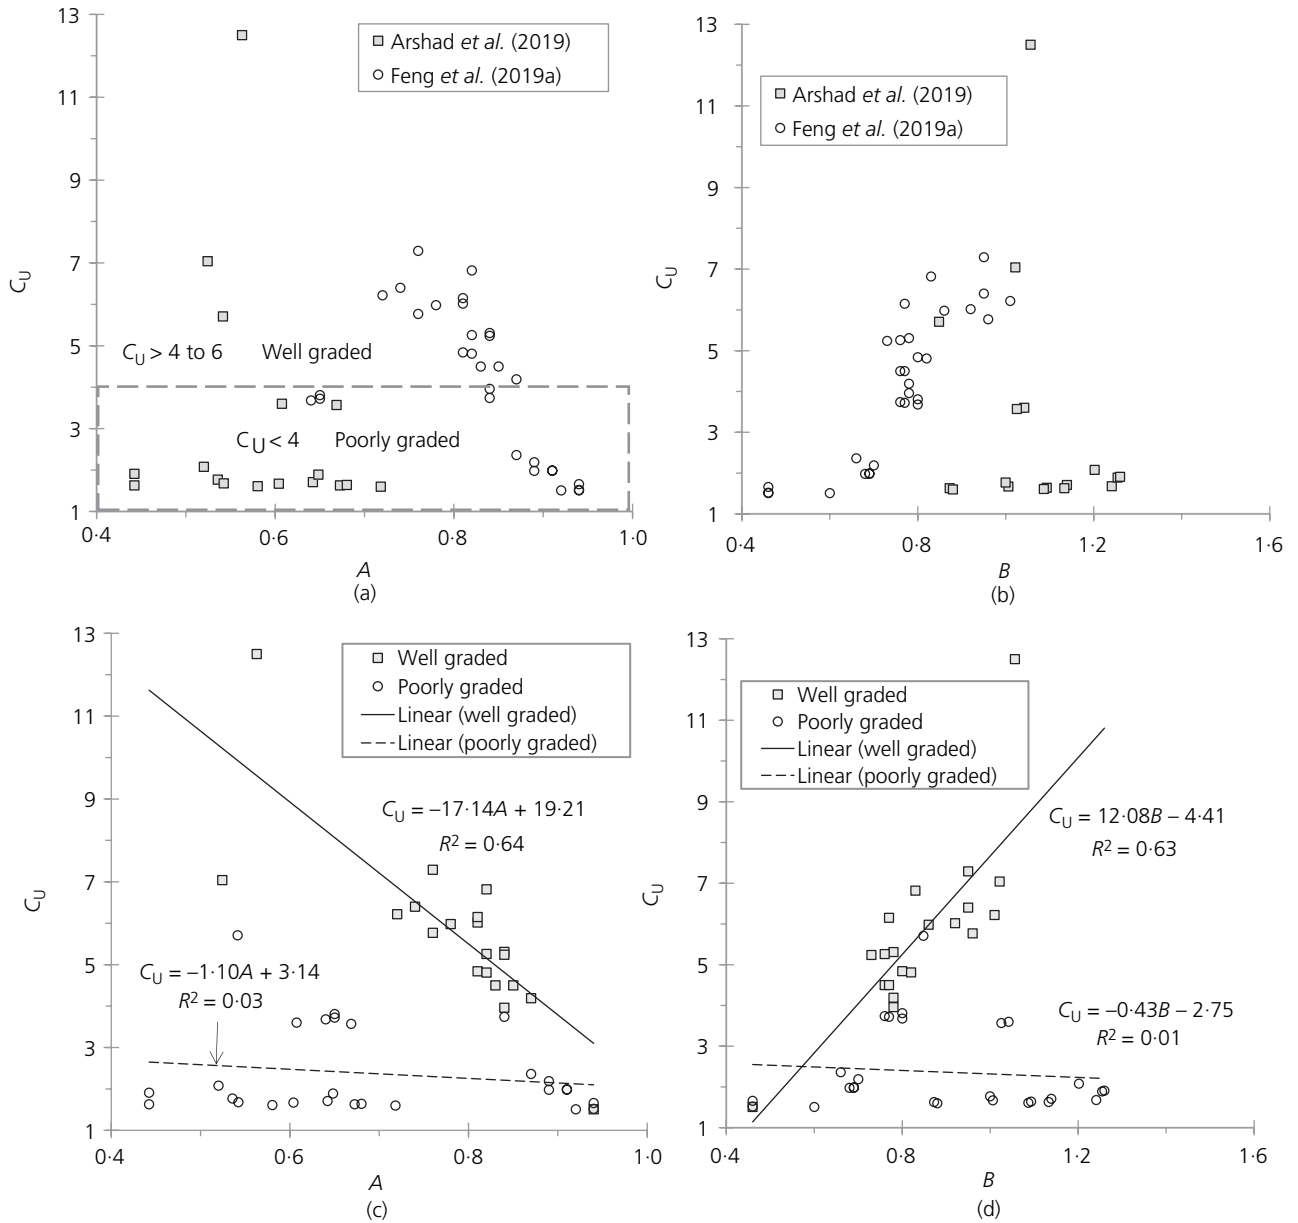 13
11
9
7
5
3
1
C_U
Arshad et al. (2019)
Feng et al. (2019a)
C_U > 4 to 6 Well graded
C_U < 4 Poorly graded
0·4 0·6 0·8 1·0
A
(a)
13
11
9
7
5
3
1
C_U
Arshad et al. (2019)
Feng et al. (2019a)
0·4 0·8 1·2 1·6
B
(b)
13
11
9
7
5
3
1
C_U
Well graded
Poorly graded
Linear (well graded)
Linear (poorly graded)
C_U = –17·14A + 19·21
R² = 0·64
C_U = –1·10A + 3·14
R² = 0·03
0·4 0·6 0·8 1·0
A
(c)
13
11
9
7
5
3
1
C_U
Well graded
Poorly graded
Linear (well graded)
Linear (poorly graded)
C_U = 12·08B – 4·41
R² = 0·63
C_U = –0·43B – 2·75
R² = 0·01
0·4 0·8 1·2 1·6
B
(d)